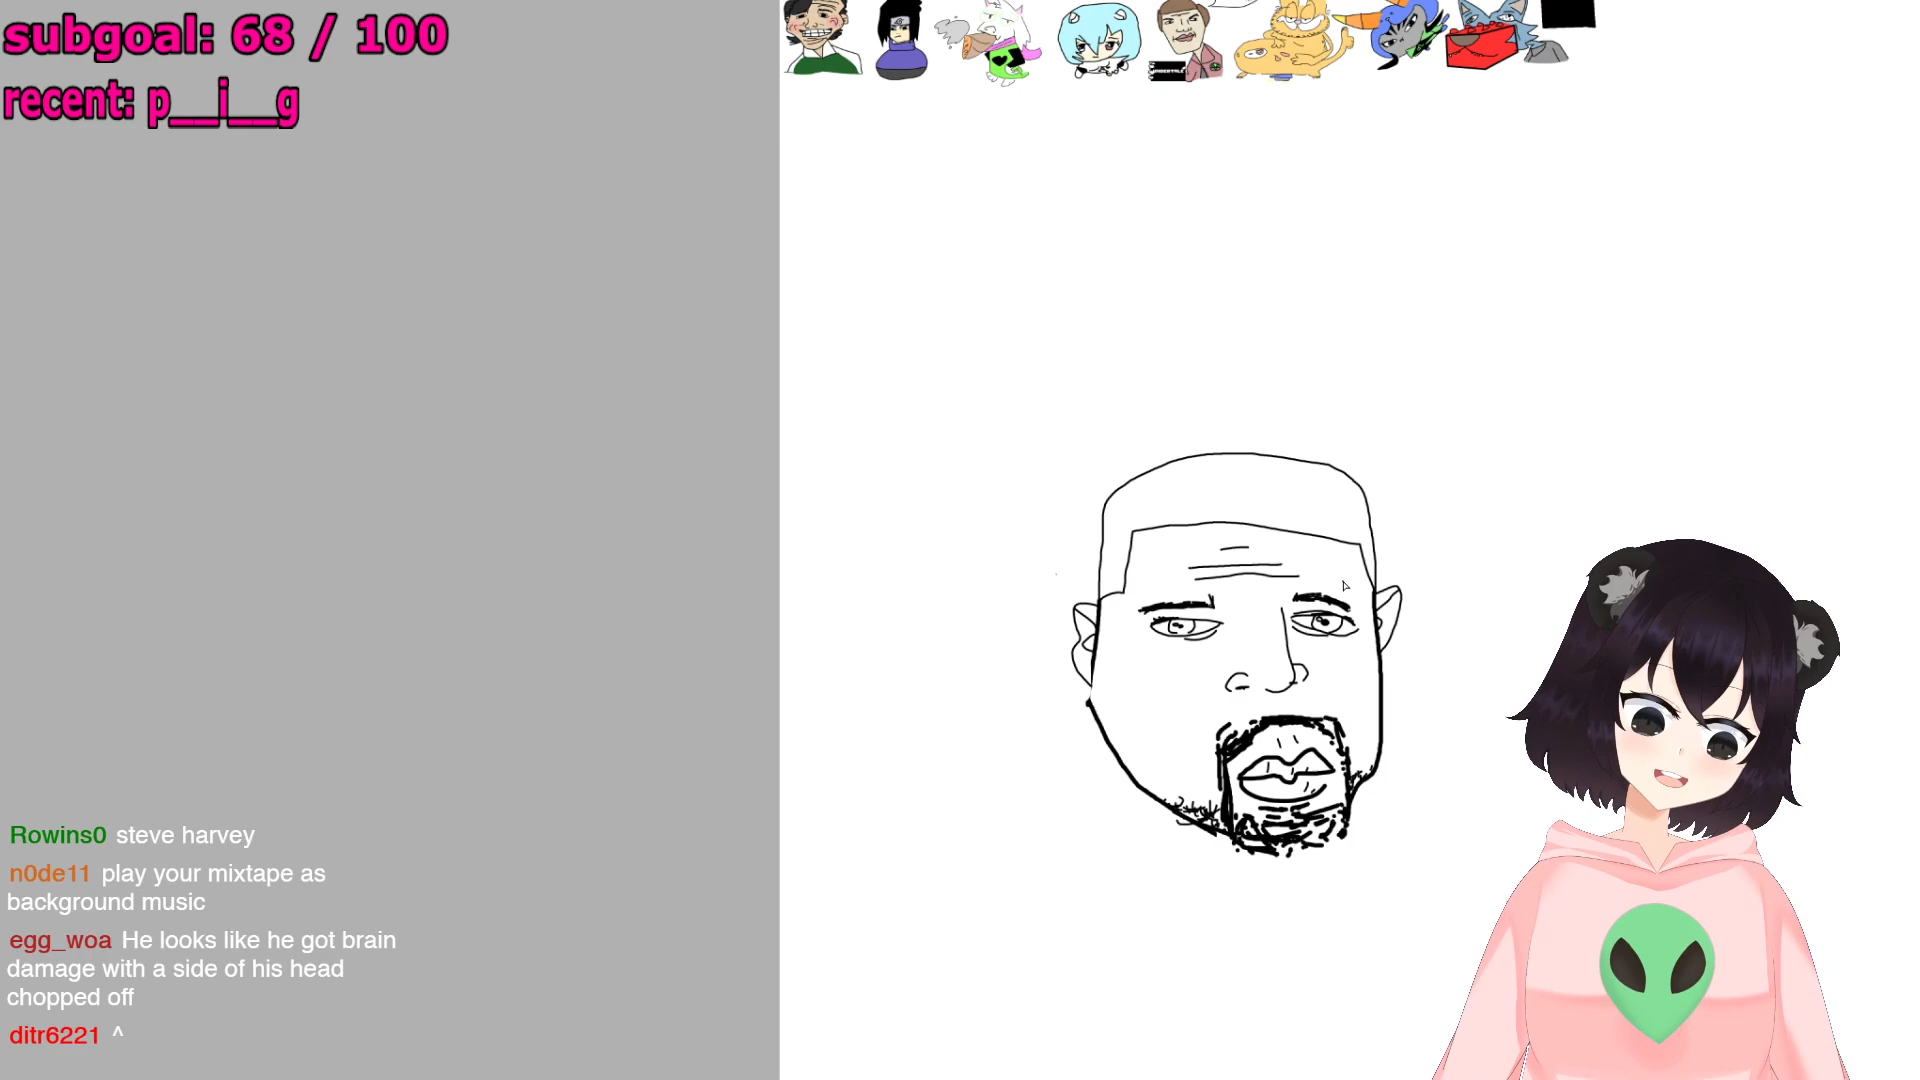 subgoal: 68 / 100
recent: p__i__g
Rowins0 steve harvey
n0de11 play your mixtape as
background music
egg_woa He looks like he got brain
damage with a side of his head
chopped off
ditr6221 ^